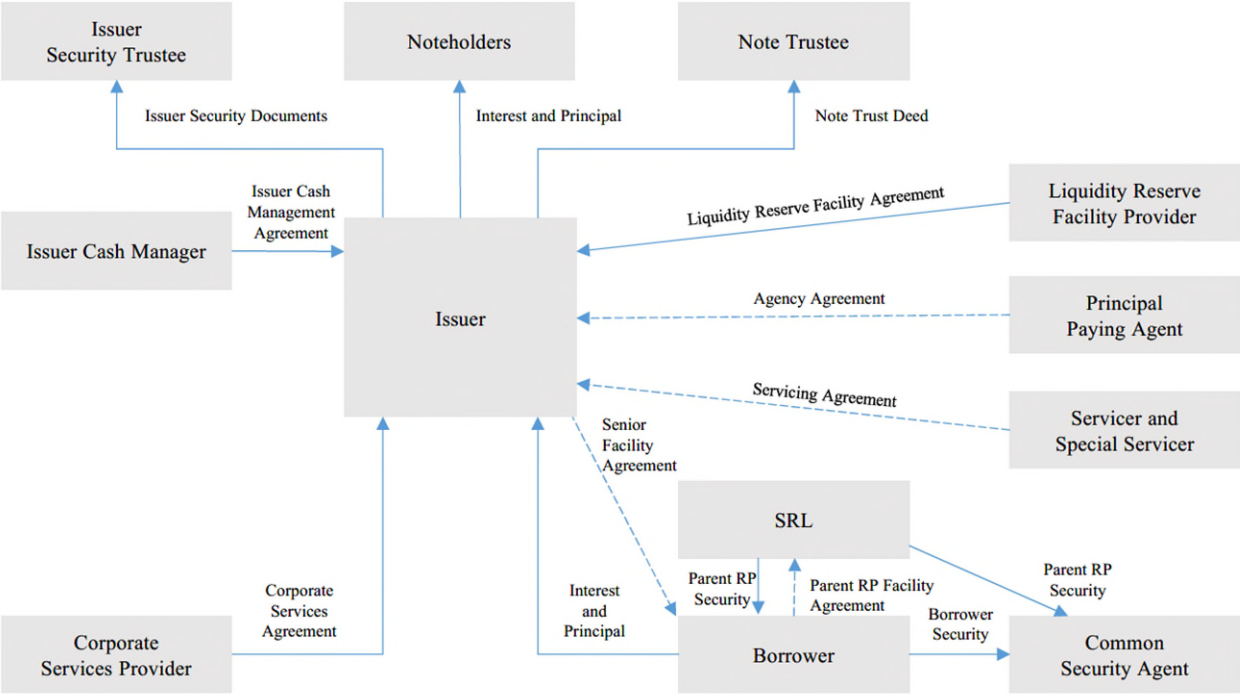 Issuer
Security Trustee
Noteholders
Note Trustee
Issuer Security Documents
Interest and Principal
Note Trust Deed
Issuer Cash
Management
Agreement
Liquidity Reserve Facility Agreement
Liquidity Reserve
Facility Provider
Issuer Cash Manager
Issuer
Agency Agreement
Principal
Paying Agent
Servicing Agreement
Servicer and
Special Servicer
Senior
Facility
Agreement
SRL
Corporate
Services
Agreement
Interest
and
Principal
Parent RP
Security
Parent RP Facility
Agreement
Parent RP
Security
Borrower
Security
Corporate
Services Provider
Borrower
Common
Security Agent